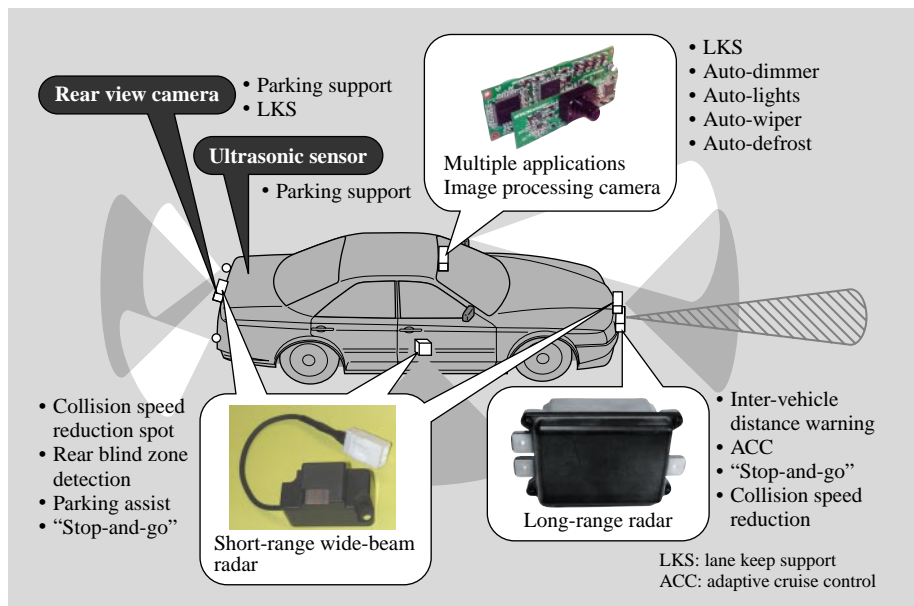 Rear view camera
• Parking support
• LKS
Ultrasonic sensor
• Parking support
Multiple applications
Image processing camera
• LKS
• Auto-dimmer
• Auto-lights
• Auto-wiper
• Auto-defrost
• Collision speed
reduction spot
• Rear blind zone
detection
• Parking assist
• “Stop-and-go”
Short-range wide-beam
radar
Long-range radar
• Inter-vehicle
distance warning
• ACC
• “Stop-and-go”
• Collision speed
reduction
LKS: lane keep support
ACC: adaptive cruise control